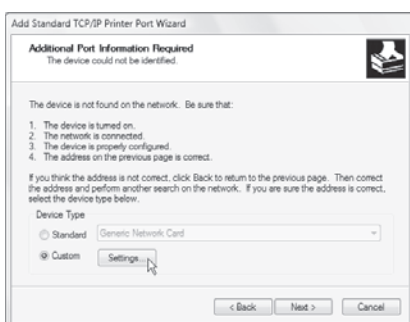 Add Standard TCP/IP Printer Port Wizard
Additional Port Information Required
The device could not be identified.
The device is not found on the network. Be sure that:
1. The device is turned on.
2. The network is connected.
3. The device is properly configured.
4. The address on the previous page is correct.
If you think the address is not correct, click Back to return to the previous page. Then correct
the address and perform another search on the network. If you are sure the address is correct,
select the device type below.
Device Type
Standard Generic Network Card
Custom Settings...
< Back Next > Cancel